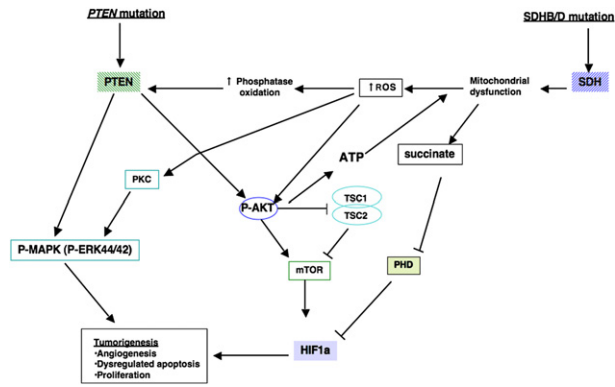 PTEN mutation
SDHB/D mutation
PTEN
↑ Phosphatase
oxidation
↑ROS
Mitochondrial
dysfunction
SDH
ATP
succinate
PKC
P-AKT
TSC1
TSC2
P-MAPK (P-ERK44/42)
mTOR
PHD
Tumorigenesis
•Angiogenesis
•Dysregulated apoptosis
•Proliferation
HIF1a